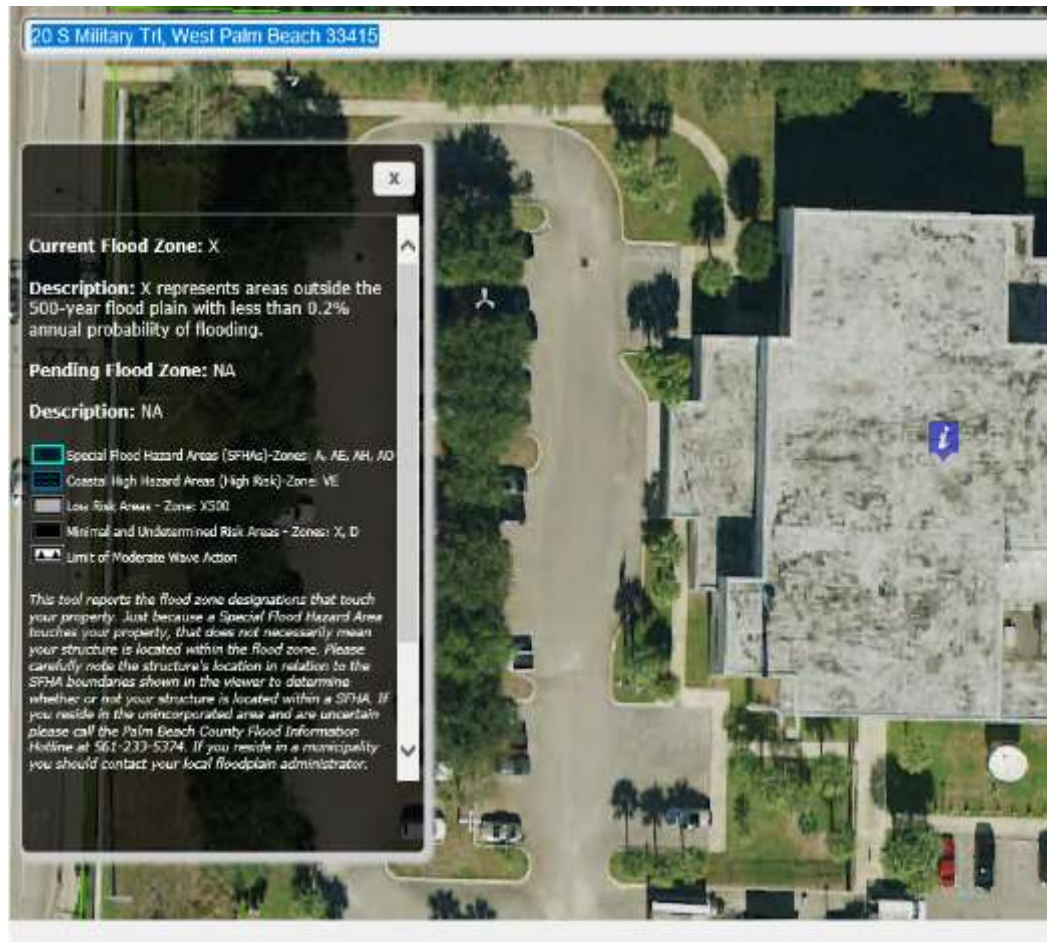 20 S Military Trl, West Palm Beach 33415
X
Current Flood Zone: X
Description: X represents areas outside the
500-year flood plain with less than 0.2%
annual probability of flooding.
Pending Flood Zone: NA
Description: NA
Special Flood Hazard Areas (SFHAs)-Zones: A, AE, AH, AO
Coastal High Hazard Areas (High Risk)-Zone: VE
Low Risk Areas - Zone: X500
Minimal and Undetermined Risk Areas - Zones: X, D
Limit of Moderate Wave Action
This tool reports the flood zone designations that touch
your property. Just because a Special Flood Hazard Area
touches your property, that does not necessarily mean
your structure is located within the flood zone. Please
carefully note the structure's location in relation to the
SFHA boundaries shown in the viewer to determine
whether or not your structure is located within a SFHA. If
you reside in the unincorporated area and are uncertain
please call the Palm Beach County Flood Information
Hotline at 561-233-5374. If you reside in a municipality
you should contact your local floodplain administrator.
i